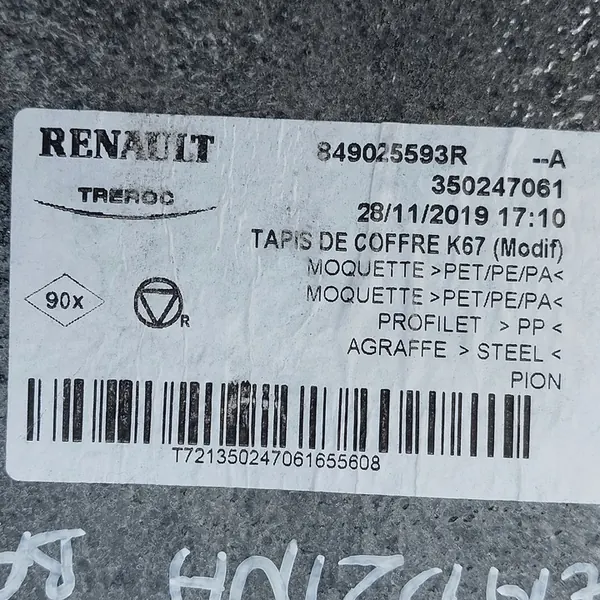 RENAULT 849025593R --A
TREROC 350247061
28/11/2019 17:10
TAPIS DE COFFRE K67 (Modif)
MOQUETTE >PET/PE/PA<
90x R MOQUETTE >PET/PE/PA<
PROFILET > PP <
AGRAFFE > STEEL <
PION
T721350247061655608